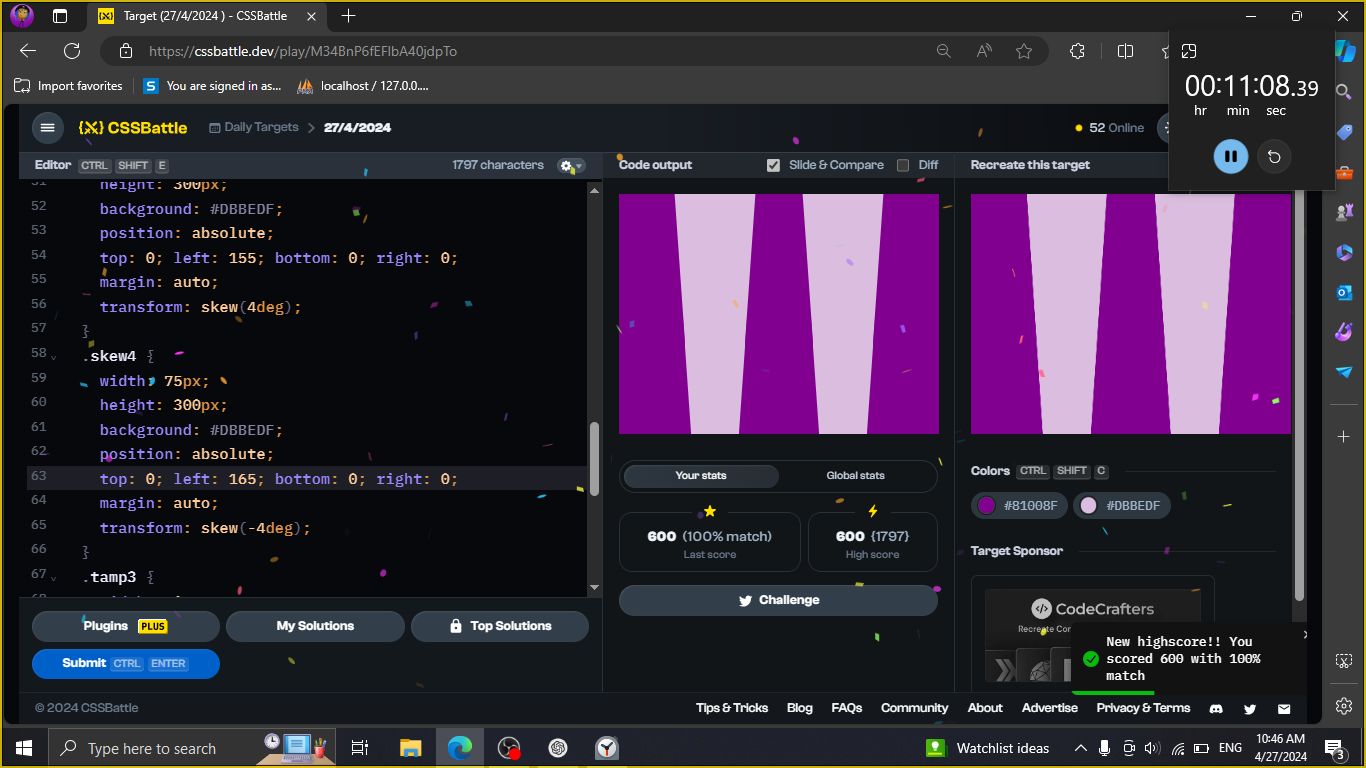 Target (27/4/2024 ) - CSSBattle
https://cssbattle.dev/play/M34BnP6fEFIbA40jdpTo
Import favorites
S
You are signed in as...
localhost / 127.0.0....
00:11:08.39
hr min sec
{X} CSSBattle
Daily Targets > 27/4/2024
52 Online
Editor CTRL SHIFT E
1797 characters
Code output
Slide & Compare
Diff
Recreate this target
51 height: 300px;
52 background: #DBBEDF;
53 position: absolute;
54 top: 0; left: 155; bottom: 0; right: 0;
55 margin: auto;
56 transform: skew(4deg);
57 }
58 .skew4 {
59 width: 75px;
60 height: 300px;
61 background: #DBBEDF;
62 position: absolute;
63 top: 0; left: 165; bottom: 0; right: 0;
64 margin: auto;
65 transform: skew(-4deg);
66 }
67 .tamp3 {
68
Your stats
Global stats
600 (100% match)
Last score
600 {1797}
High score
Challenge
Colors CTRL SHIFT C
#81008F
#DBBEDF
Target Sponsor
CodeCrafters
Recreate Con
New highscore!! You
scored 600 with 100%
match
Plugins PLUS
My Solutions
Top Solutions
Submit CTRL ENTER
© 2024 CSSBattle
Tips & Tricks
Blog
FAQs
Community
About
Advertise
Privacy & Terms
Type here to search
Watchlist ideas
ENG
10:46 AM
4/27/2024
3